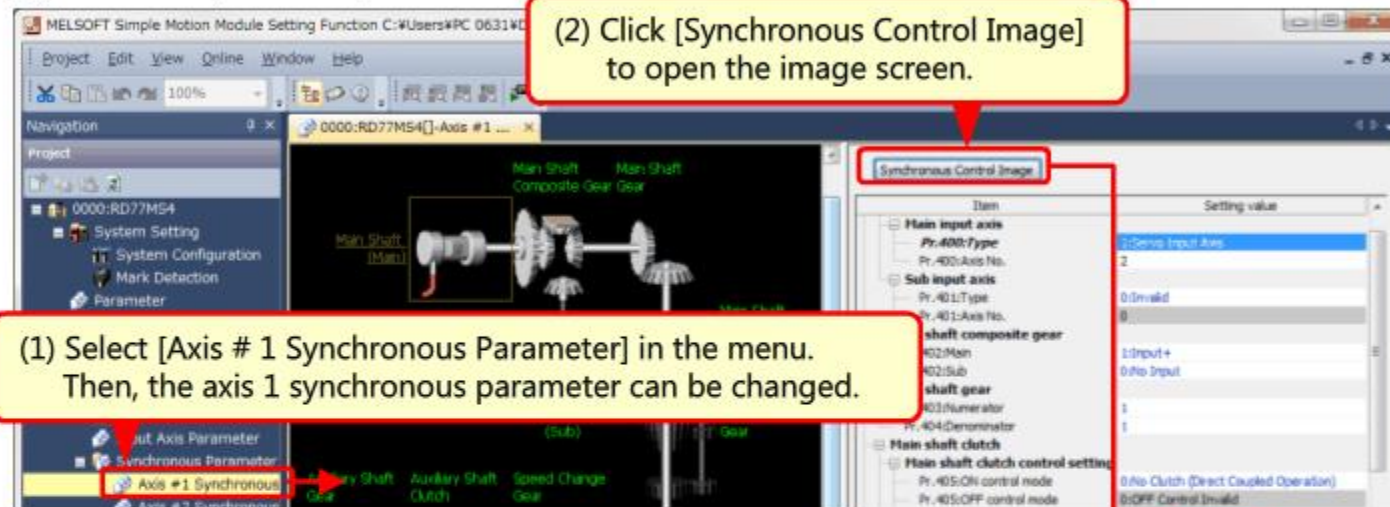 MELSOFT Simple Motion Module Setting Function C:¥Users¥PC 0631¥D
(2) Click [Synchronous Control Image]
to open the image screen.
Project Edit View Online Window Help
100%
Navigation
0000:RD77MS4[]-Axis #1 ...
Project
Synchronous Control Image
Main Shaft Main Shaft
Composite Gear Gear
Item Setting value
0000:RD77MS4
Main input axis
System Setting
Main Shaft
(Main)
Pr.400:Type 1:Servo Input Axis
System Configuration
Pr.400:Axis No. 2
Mark Detection
Sub input axis
Parameter
Pr.401:Type 0:Invalid
Pr.401:Axis No. 0
(1) Select [Axis # 1 Synchronous Parameter] in the menu.
Then, the axis 1 synchronous parameter can be changed.
shaft composite gear
402:Main 1:Input+
402:Sub 0:No Input
shaft gear
403:Numerator 1
Pr.404:Denominator 1
(Sub) Gear
ut Axis Parameter
Main shaft clutch
Synchronous Parameter
Main shaft clutch control setting
Axis #1 Synchronous
ry Shaft Auxiliary Shaft Speed Change
Gear Clutch Gear
Pr.405:ON control mode 0:No Clutch (Direct Coupled Operation)
Pr.405:OFF control mode 0:OFF Control Invalid
Axis #2 Synchronous